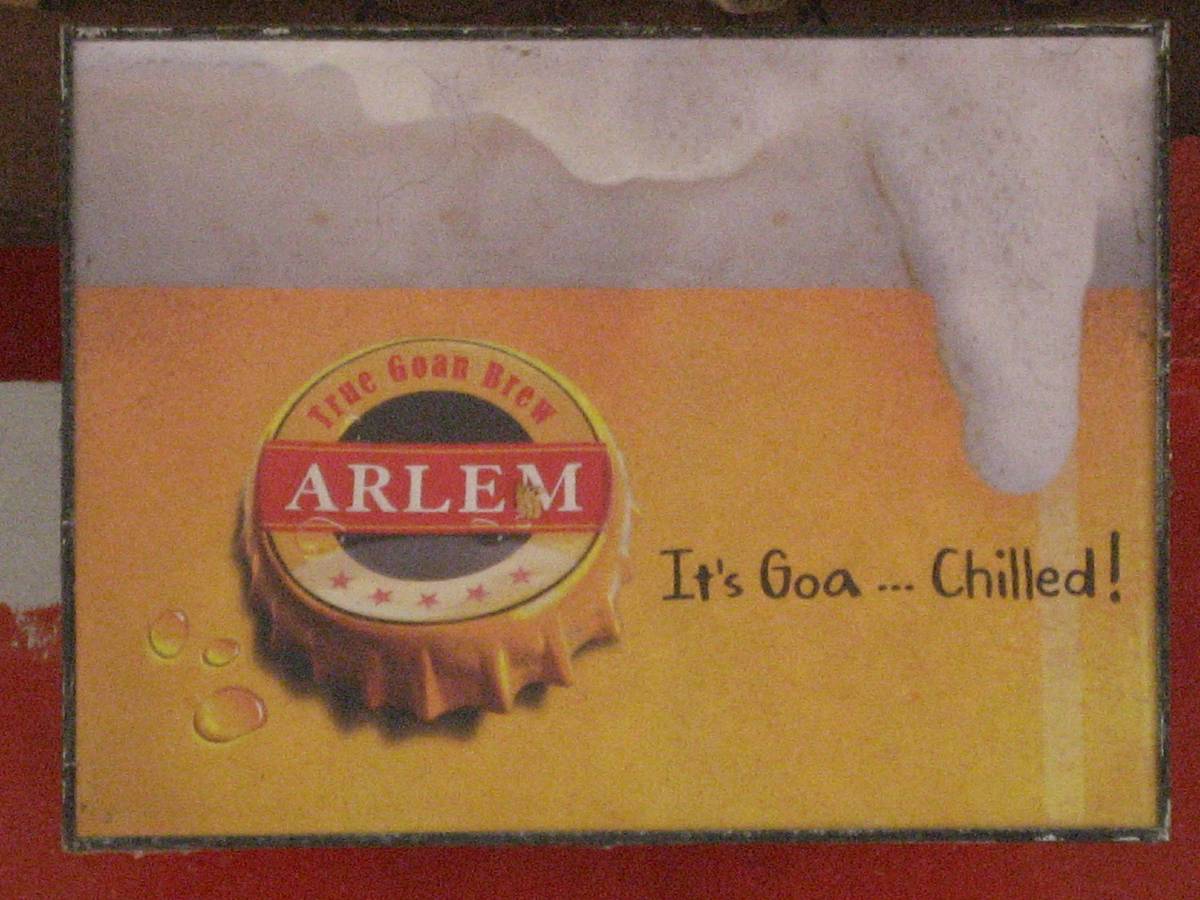 True Goan Brew
ARLEM
It's Goa ... Chilled!